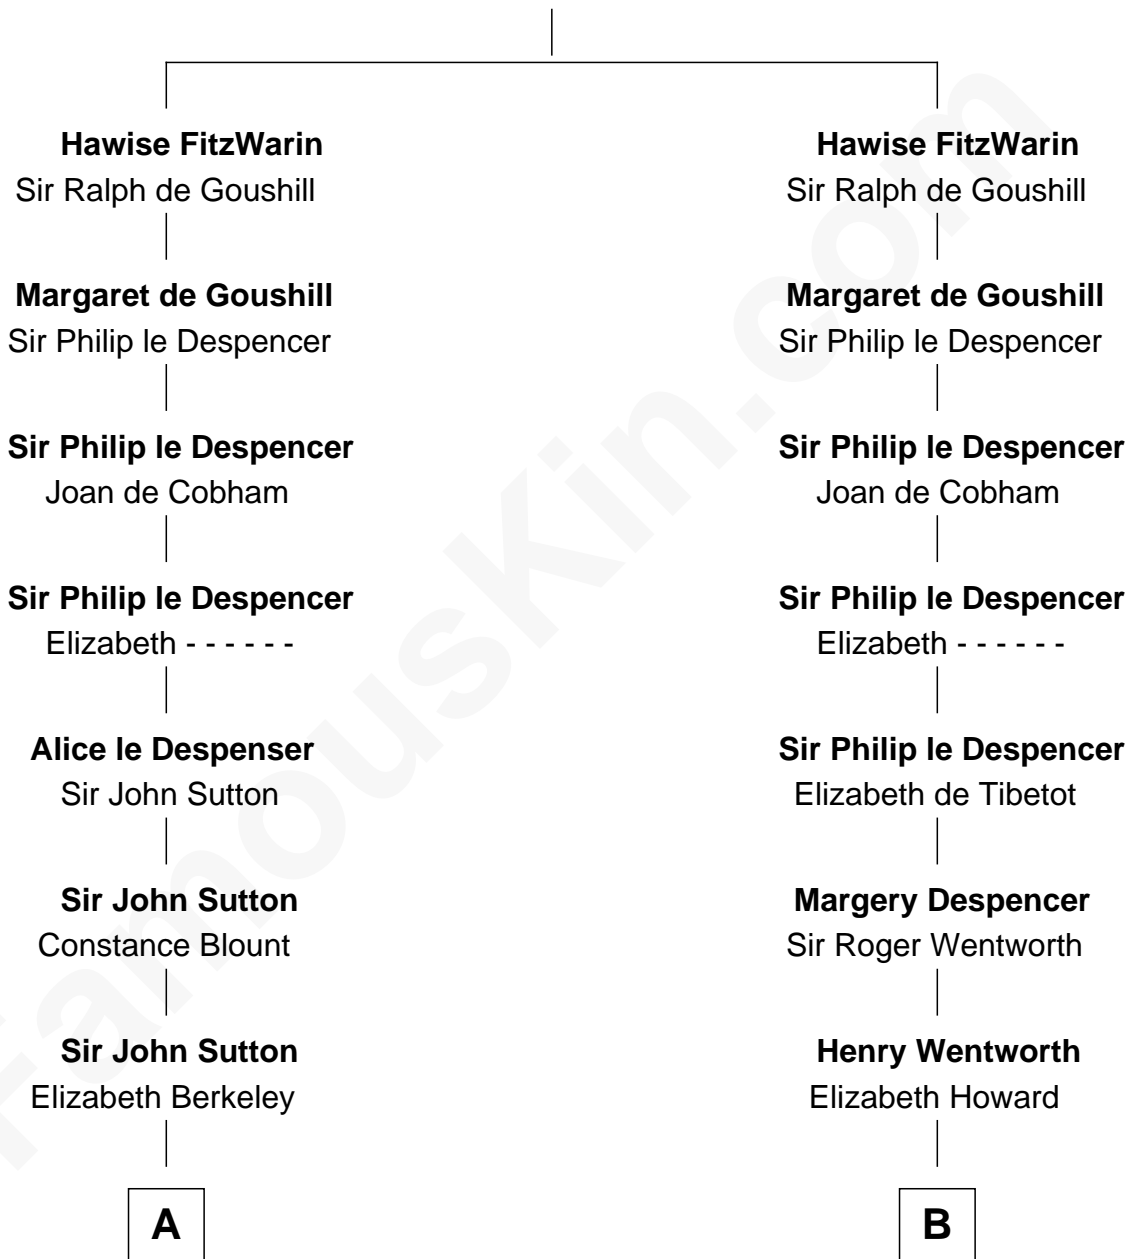 Hawise FitzWarin
Sir Ralph de Goushill
Margaret de Goushill
Sir Philip le Despencer
Sir Philip le Despencer
Joan de Cobham
Sir Philip le Despencer
Elizabeth - - - - - -
Alice le Despenser
Sir John Sutton
Sir John Sutton
Constance Blount
Sir John Sutton
Elizabeth Berkeley
A
Hawise FitzWarin
Sir Ralph de Goushill
Margaret de Goushill
Sir Philip le Despencer
Sir Philip le Despencer
Joan de Cobham
Sir Philip le Despencer
Elizabeth - - - - - -
Sir Philip le Despencer
Elizabeth de Tibetot
Margery Despencer
Sir Roger Wentworth
Henry Wentworth
Elizabeth Howard
B
FamousKin.com